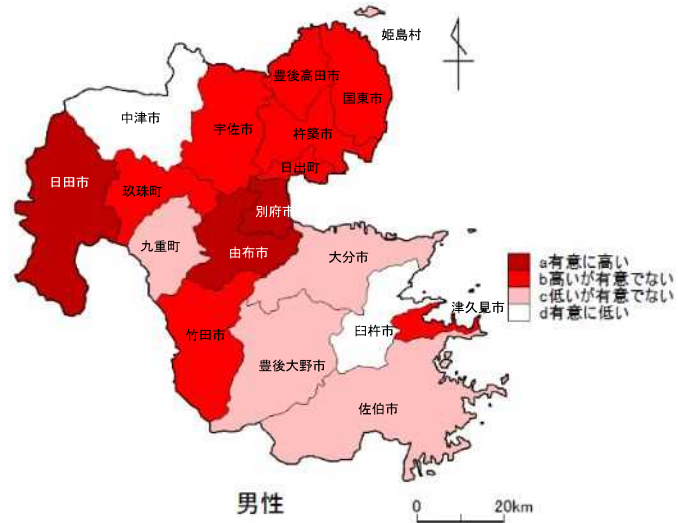 姫島村
豊後高田市
国東市
中津市
宇佐市
杵築市
日出町
日田市
玖珠町
別府市
九重町
由布市
大分市
a有意に高い
b高いが有意でない
c低いが有意でない
d有意に低い
津久見市
臼杵市
竹田市
豊後大野市
佐伯市
男性
0 20km